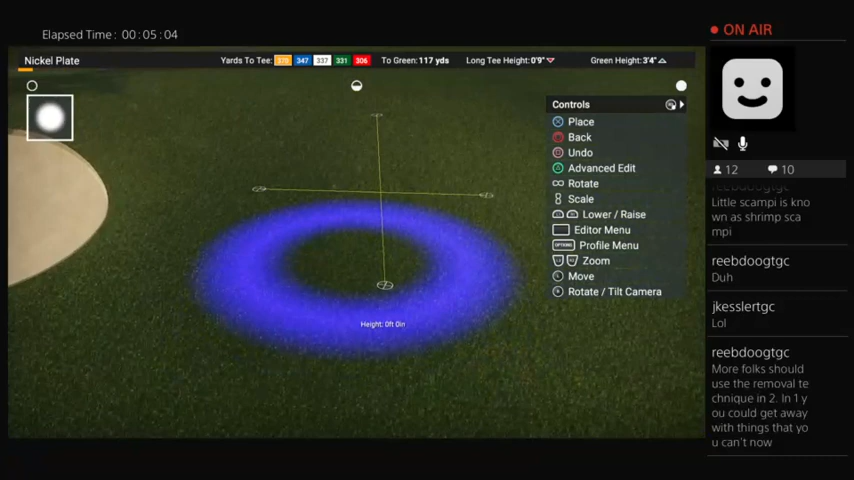 Elapsed Time : 00:05:04
ON AIR
Nickel Plate
Yards To Tee: 370 347 337 331 306 To Green: 117 yds Long Tee Height: 0'9" Green Height: 3'4"
Controls
Place
Back
Undo
Advanced Edit
Rotate
Scale
Lower / Raise
Editor Menu
OPTIONS Profile Menu
Zoom
Move
Rotate / Tilt Camera
Height: 0ft 0in
12 10
reebdoogtgc
Little scampi is kno
wn as shrimp sca
mpi
reebdoogtgc
Duh
jkesslertgc
Lol
reebdoogtgc
More folks should
use the removal te
chnique in 2. In 1 y
ou could get away
with things that yo
u can't now